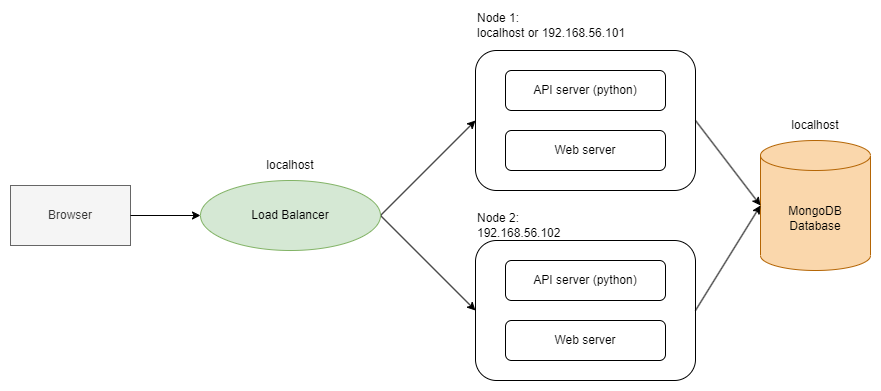 Browser
localhost
Load Balancer
Node 1:
localhost or 192.168.56.101
API server (python)
Web server
Node 2:
192.168.56.102
API server (python)
Web server
localhost
MongoDB
Database